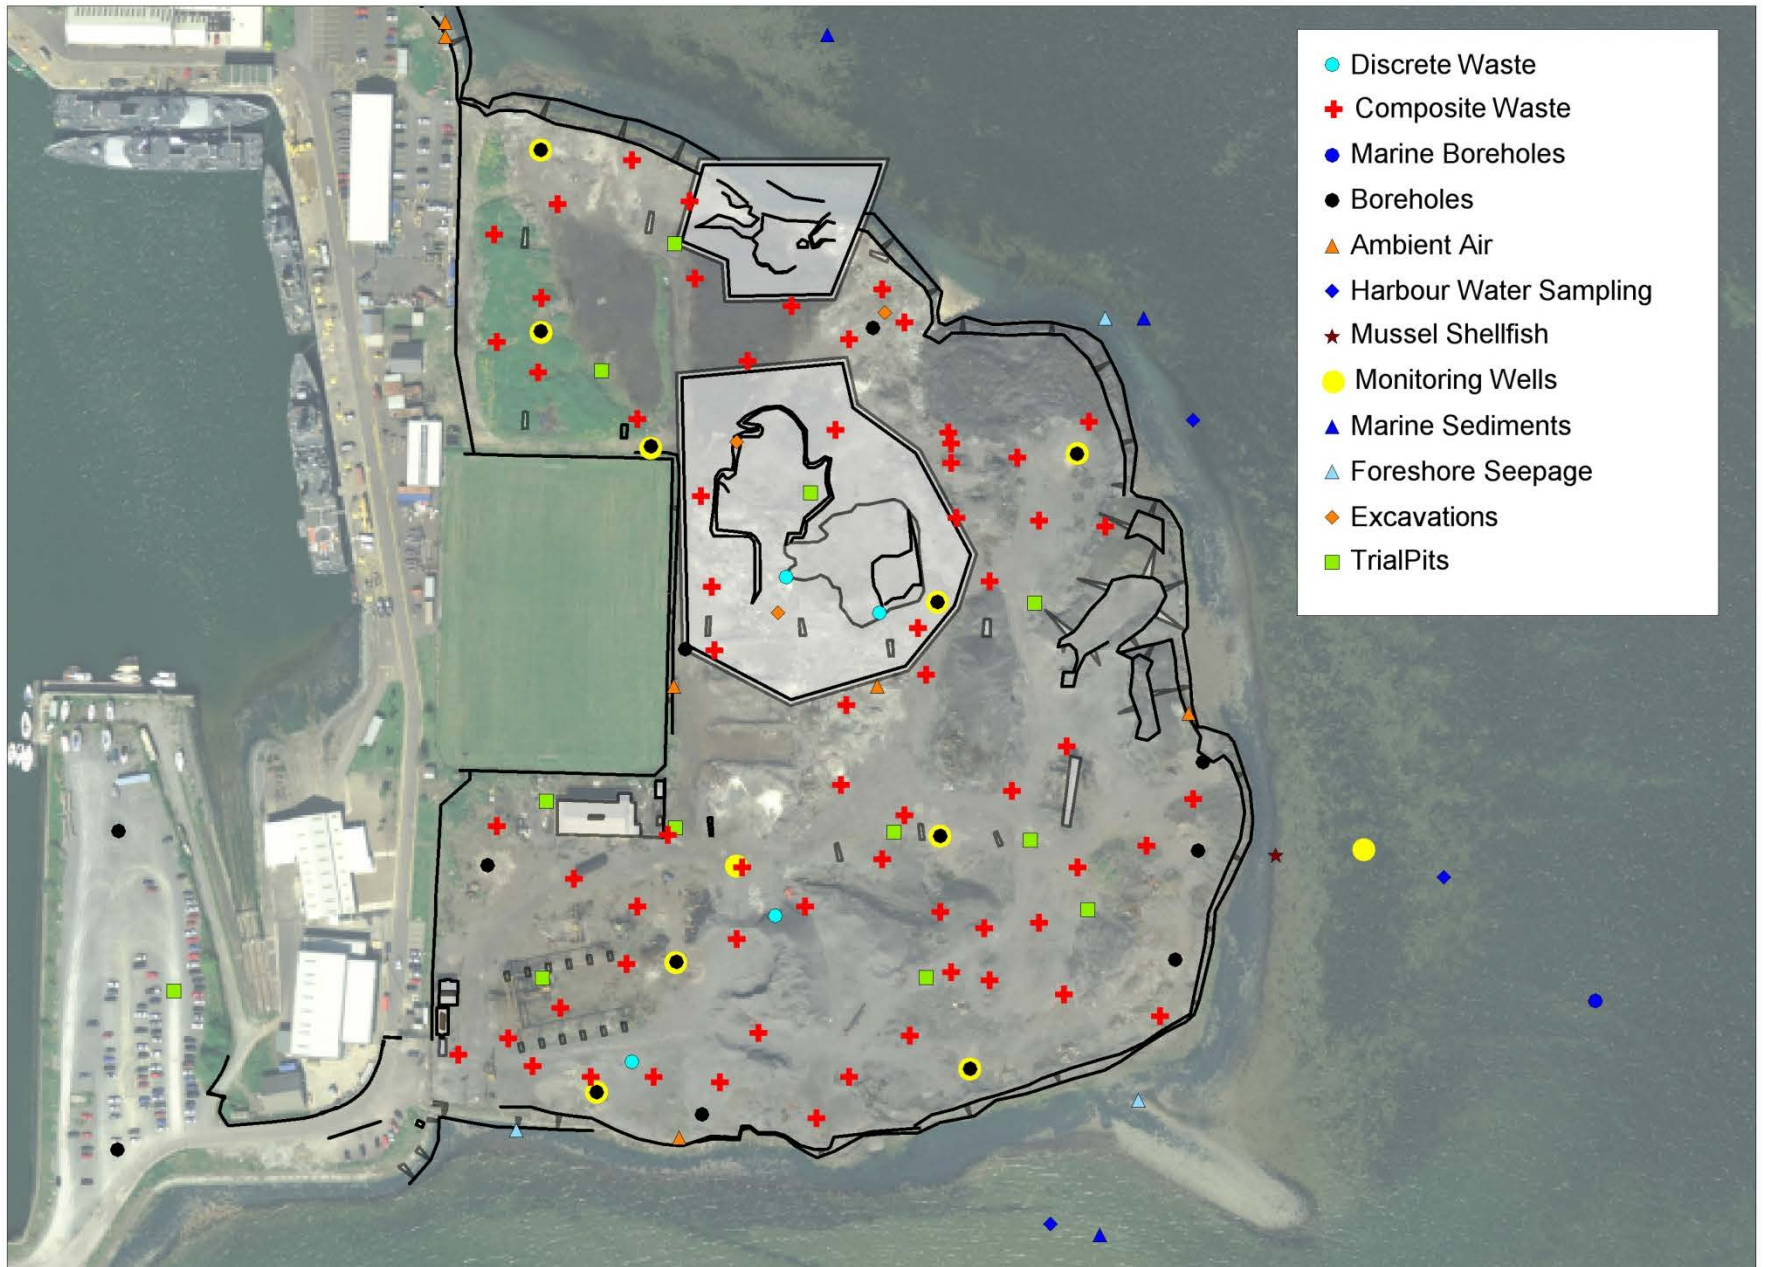 Discrete Waste
Composite Waste
Marine Boreholes
Boreholes
Ambient Air
Harbour Water Sampling
Mussel Shellfish
Monitoring Wells
Marine Sediments
Foreshore Seepage
Excavations
TrialPits